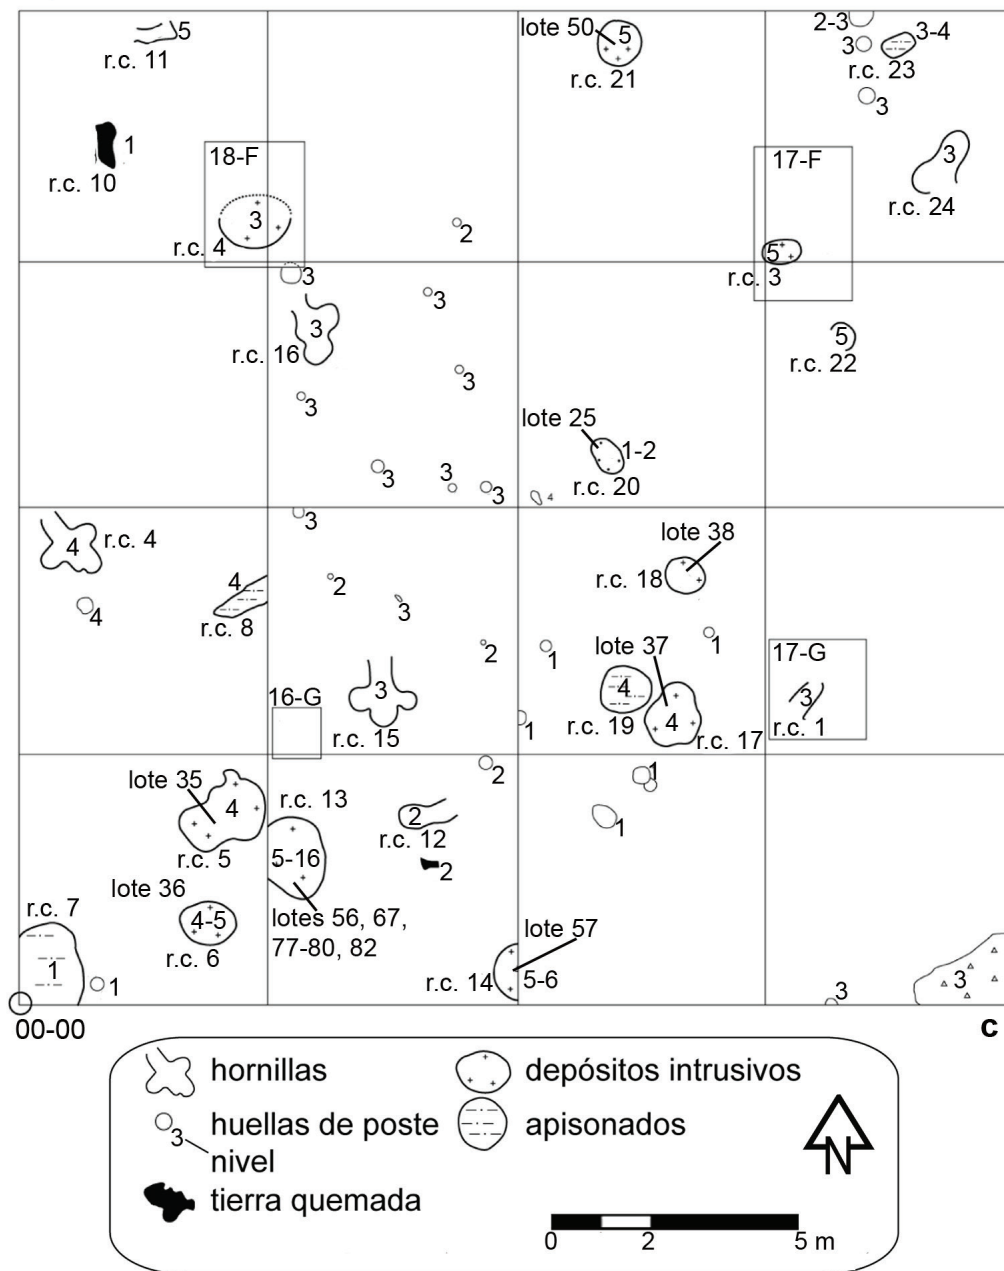 5
r.c. 11
lote 50
5
r.c. 21
2-3
3
3-4
r.c. 23
3
1
r.c. 10
18-F
3
r.c. 4
2
17-F
5
r.c. 3
3
r.c. 24
3
3
r.c. 16
3
3
3
3
3
3
5
r.c. 22
lote 25
1-2
r.c. 20
4
4
r.c. 4
4
4
r.c. 8
3
2
3
2
3
r.c. 15
16-G
lote 38
r.c. 18
1
1
1
lote 37
4
r.c. 19
4
r.c. 17
17-G
3
r.c. 1
lote 35
4
r.c. 5
r.c. 13
5-16
lotes 56, 67,
77-80, 82
2
2
r.c. 12
2
1
1
lote 36
4-5
r.c. 6
r.c. 7
1
1
lote 57
r.c. 14
5-6
3
3
00-00
c
hornillas
huellas de poste
3
nivel
tierra quemada
depósitos intrusivos
apisonados
N
0 2 5 m